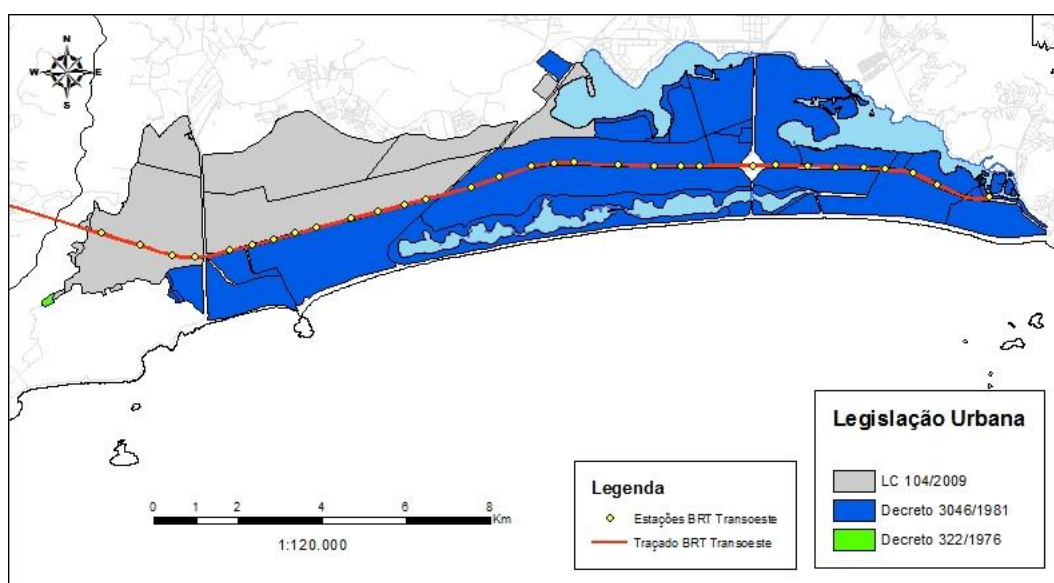 N
W E
S
0 1 2 4 6 8
Km
1:120.000
Legenda
Estações BRT Transoeste
Traçado BRT Transoeste
Legislação Urbana
LC 104/2009
Decreto 3046/1981
Decreto 322/1976